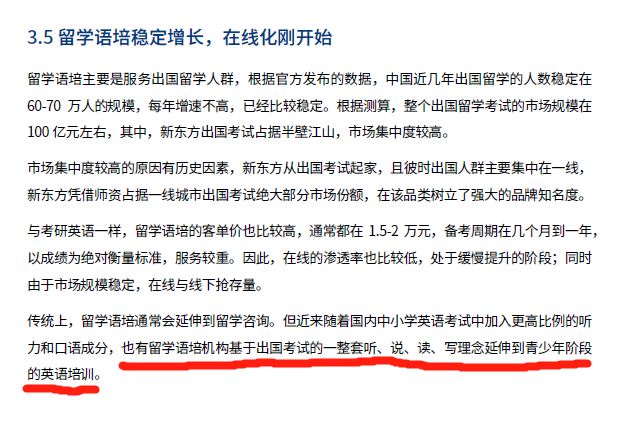 3.5 留学语培稳定增长，在线化刚开始
留学语培主要是服务出国留学人群，根据官方发布的数据，中国近几年出国留学的人数稳定在
60-70 万人的规模，每年增速不高，已经比较稳定。根据测算，整个出国留学考试的市场规模在
100 亿元左右，其中，新东方出国考试占据半壁江山，市场集中度较高。
市场集中度较高的原因有历史因素，新东方从出国考试起家，且彼时出国人群主要集中在一线，
新东方凭借师资占据一线城市出国考试绝大部分市场份额，在该品类树立了强大的品牌知名度。
与考研英语一样，留学语培的客单价也比较高，通常都在 1.5-2 万元，备考周期在几个月到一年，
以成绩为绝对衡量标准，服务较重。因此，在线的渗透率也比较低，处于缓慢提升的阶段；同时
由于市场规模稳定，在线与线下抢存量。
传统上，留学语培通常会延伸到留学咨询。但近来随着国内中小学英语考试中加入更高比例的听
力和口语成分，也有留学语培机构基于出国考试的一整套听、说、读、写理念延伸到青少年阶段
的英语培训。